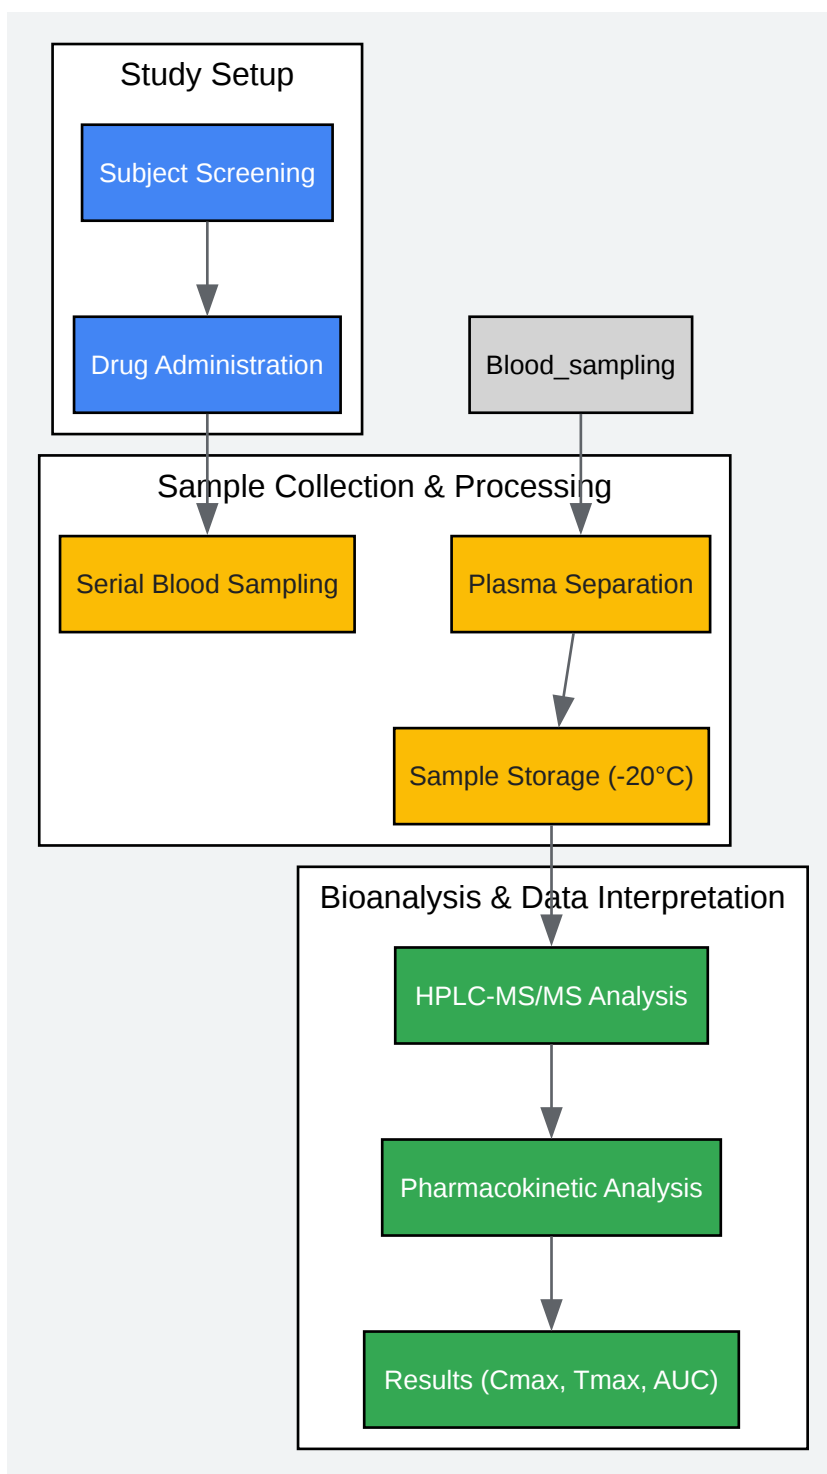 Study Setup
Subject Screening
Drug Administration
Blood_sampling
Sample Collection & Processing
Serial Blood Sampling
Plasma Separation
Sample Storage (-20°C)
Bioanalysis & Data Interpretation
HPLC-MS/MS Analysis
Pharmacokinetic Analysis
Results (Cmax, Tmax, AUC)